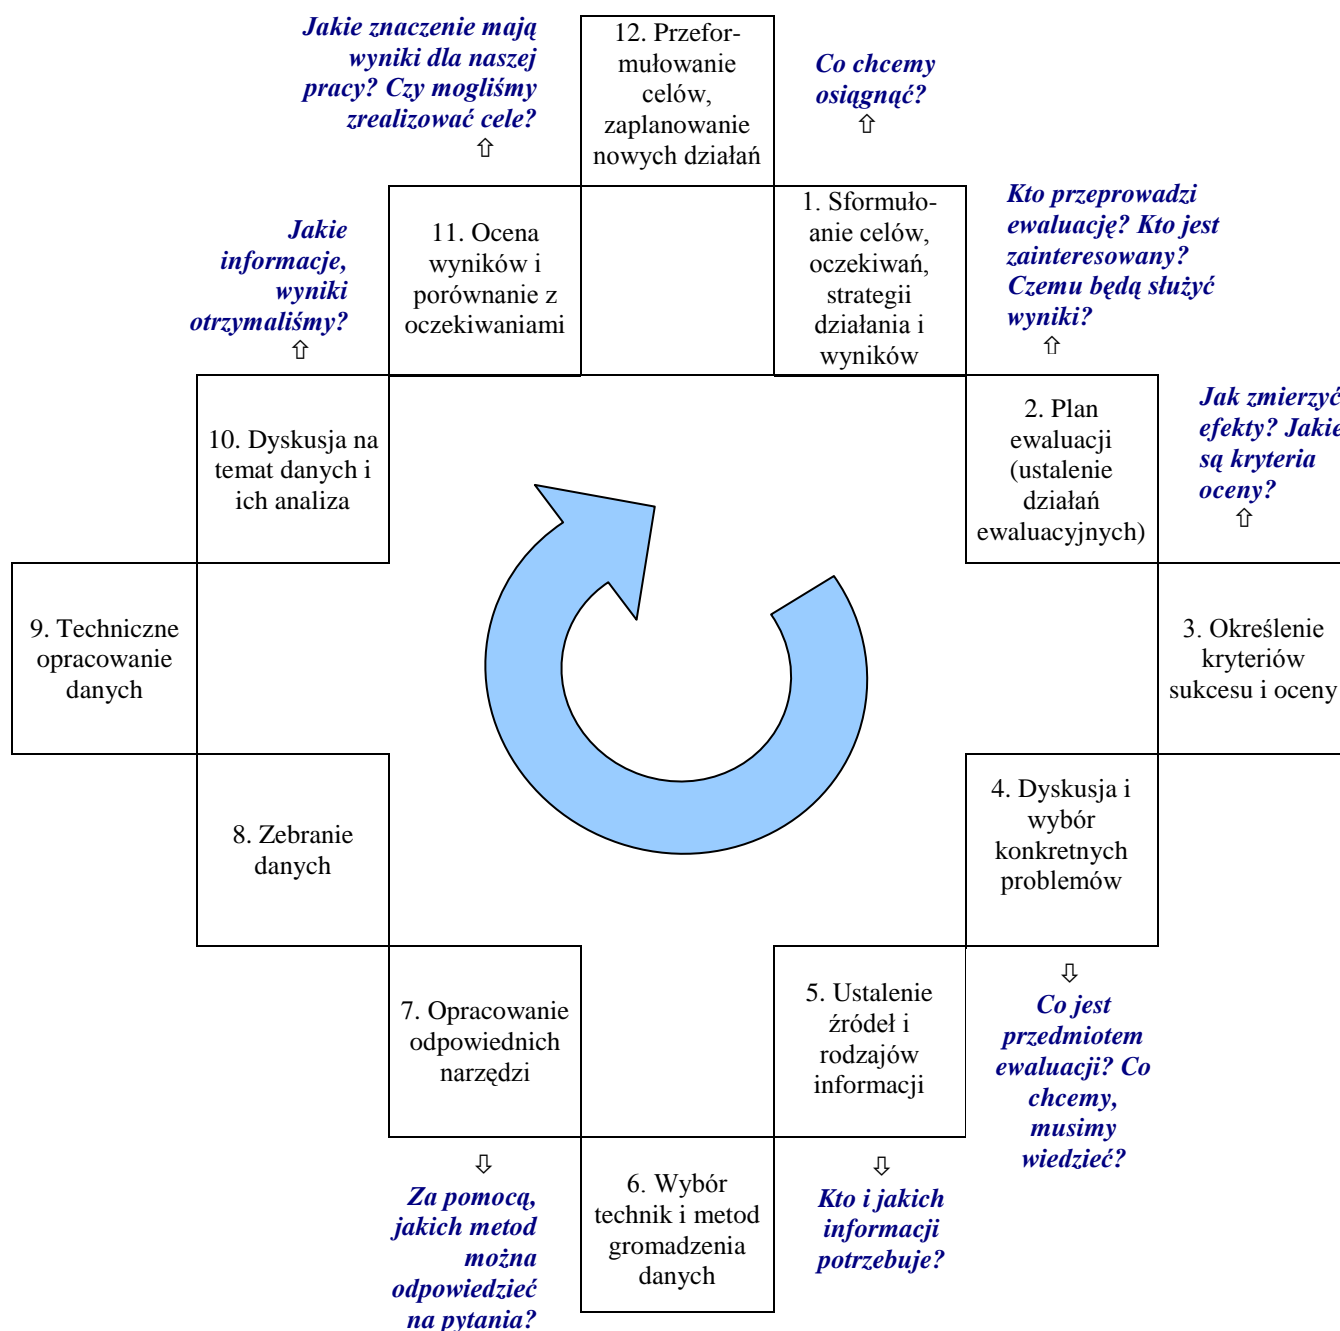 Jakie znaczenie mają
wyniki dla naszej
pracy? Czy mogliśmy
zrealizować cele?
⇧
12. Przefor-
mułowanie
celów,
zaplanowanie
nowych działań
Co chcemy
osiągnąć?
⇧
Jakie
informacje,
wyniki
otrzymaliśmy?
⇧
11. Ocena
wyników i
porównanie z
oczekiwaniami
1. Sformuło-
anie celów,
oczekiwań,
strategii
działania i
wyników
Kto przeprowadzi
ewaluację? Kto jest
zainteresowany?
Czemu będą służyć
wyniki?
⇧
10. Dyskusja na
temat danych i
ich analiza
2. Plan
ewaluacji
(ustalenie
działań
ewaluacyjnych)
Jak zmierzyć
efekty? Jakie
są kryteria
oceny?
⇧
9. Techniczne
opracowanie
danych
3. Określenie
kryteriów
sukcesu i oceny
8. Zebranie
danych
4. Dyskusja i
wybór
konkretnych
problemów
7. Opracowanie
odpowiednich
narzędzi
5. Ustalenie
źródeł i
rodzajów
informacji
⇩
Co jest
przedmiotem
ewaluacji? Co
chcemy,
musimy
wiedzieć?
⇩
Za pomocą,
jakich metod
można
odpowiedzieć
na pytania?
6. Wybór
technik i metod
gromadzenia
danych
⇩
Kto i jakich
informacji
potrzebuje?